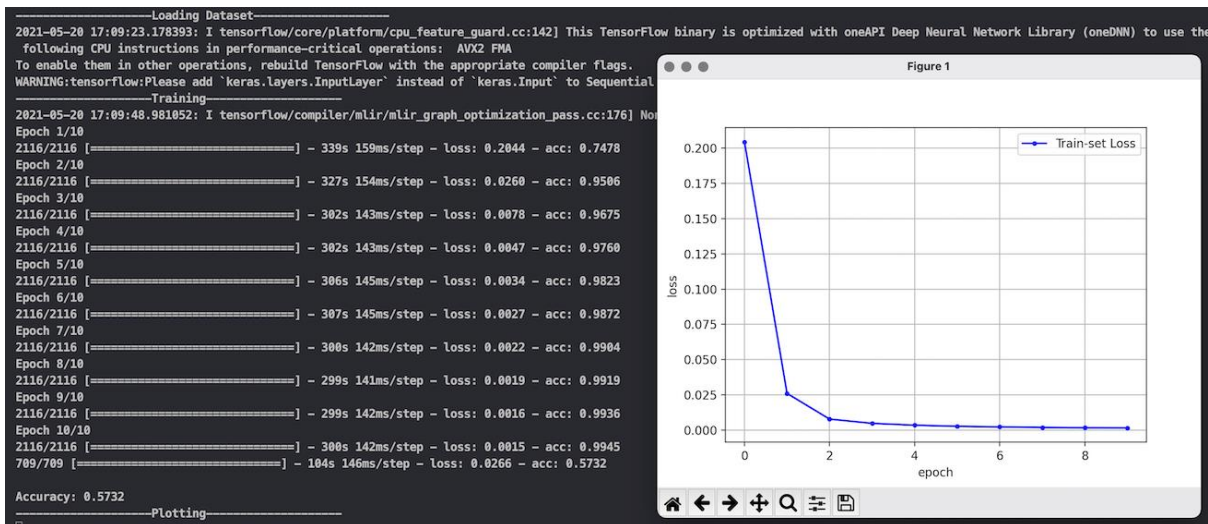 ————————————————————Loading Dataset————————————————————
2021-05-20 17:09:23.178393: I tensorflow/core/platform/cpu_feature_guard.cc:142] This TensorFlow binary is optimized with oneAPI Deep Neural Network Library (oneDNN) to use the
following CPU instructions in performance-critical operations:  AVX2 FMA
To enable them in other operations, rebuild TensorFlow with the appropriate compiler flags.
WARNING:tensorflow:Please add `keras.layers.InputLayer` instead of `keras.Input` to Sequential
————————————————————Training————————————————————
2021-05-20 17:09:48.981052: I tensorflow/compiler/mlir/mlir_graph_optimization_pass.cc:176] Non
Epoch 1/10
2116/2116 [==============================] - 339s 159ms/step - loss: 0.2044 - acc: 0.7478
Epoch 2/10
2116/2116 [==============================] - 327s 154ms/step - loss: 0.0260 - acc: 0.9506
Epoch 3/10
2116/2116 [==============================] - 302s 143ms/step - loss: 0.0078 - acc: 0.9675
Epoch 4/10
2116/2116 [==============================] - 302s 143ms/step - loss: 0.0047 - acc: 0.9760
Epoch 5/10
2116/2116 [==============================] - 306s 145ms/step - loss: 0.0034 - acc: 0.9823
Epoch 6/10
2116/2116 [==============================] - 307s 145ms/step - loss: 0.0027 - acc: 0.9872
Epoch 7/10
2116/2116 [==============================] - 300s 142ms/step - loss: 0.0022 - acc: 0.9904
Epoch 8/10
2116/2116 [==============================] - 299s 141ms/step - loss: 0.0019 - acc: 0.9919
Epoch 9/10
2116/2116 [==============================] - 299s 142ms/step - loss: 0.0016 - acc: 0.9936
Epoch 10/10
2116/2116 [==============================] - 300s 142ms/step - loss: 0.0015 - acc: 0.9945
709/709 [==============================] - 104s 146ms/step - loss: 0.0266 - acc: 0.5732
Accuracy: 0.5732
————————————————————Plotting————————————————————
Figure 1
Train-set Loss
0.200
0.175
0.150
0.125
0.100
0.075
0.050
0.025
0.000
loss
0 2 4 6 8
epoch